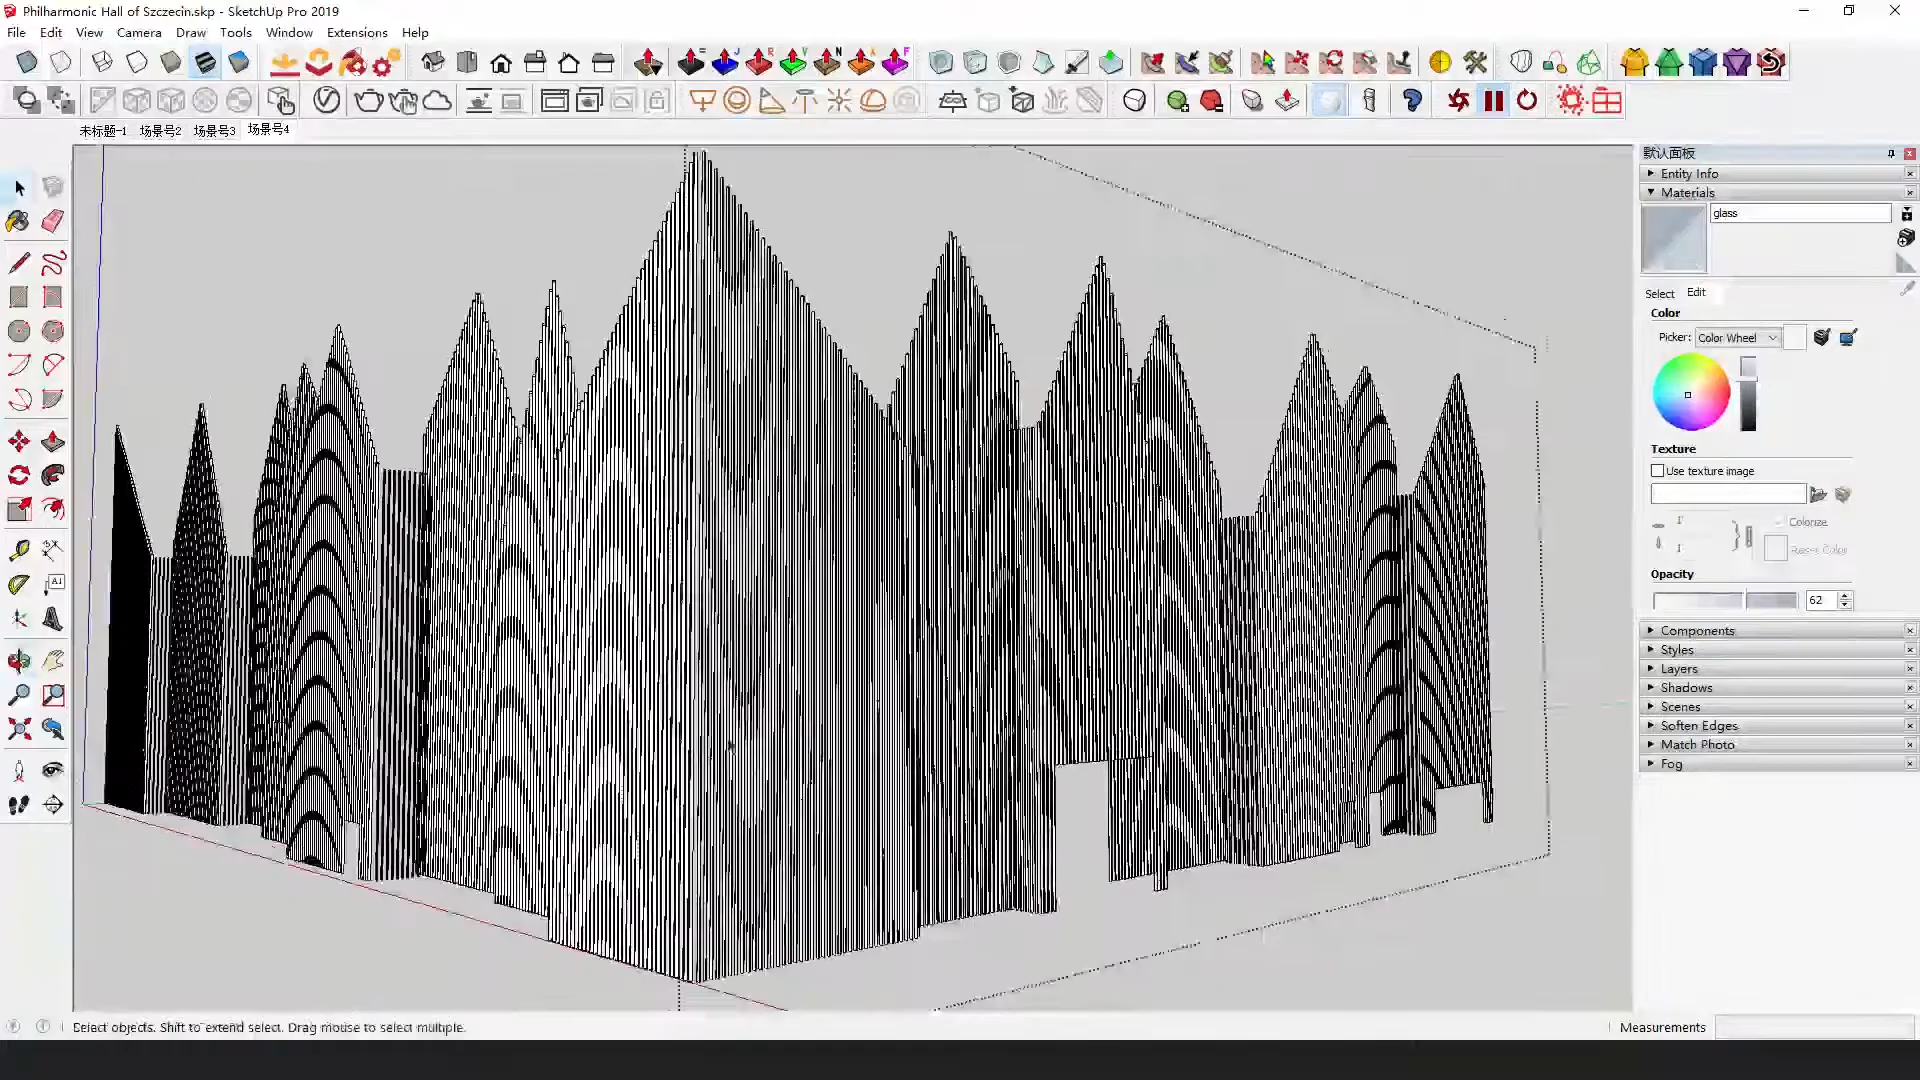 Philharmonic Hall of Szczecin.skp - SketchUp Pro 2019
File Edit View Camera Draw Tools Window Extensions Help
未标题-1 场景号2 场景号3 场景号4
默认面板
Entity Info
Materials
glass
Select Edit
Color
Picker: Color Wheel
Texture
Use texture image
Colorize
Reset Color
Opacity
62
Components
Styles
Layers
Shadows
Scenes
Soften Edges
Match Photo
Fog
Select objects. Shift to extend select. Drag mouse to select multiple.
Measurements